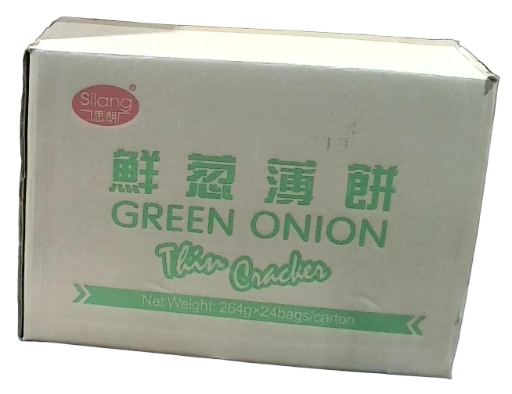 Silang®
思朗
鮮葱薄餅
GREEN ONION
Thin Cracker
Net Weight: 264g×24bags/carton